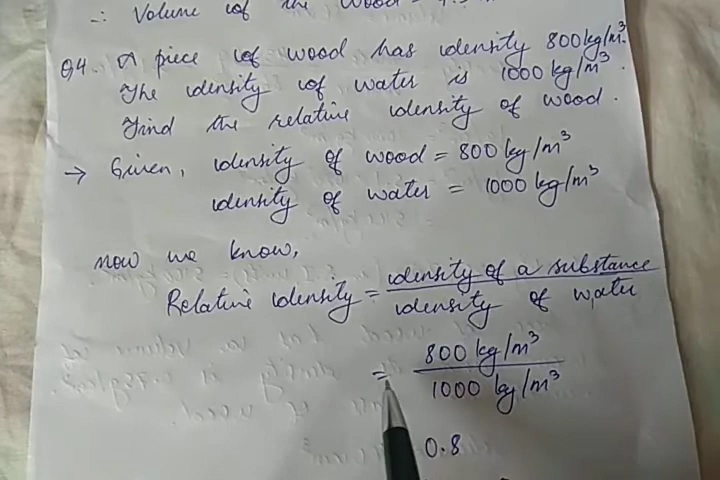 ∴ Volume of the wood =
Q4. A piece of wood has density 800 kg/m³.
The density of water is 1000 kg/m³.
Find the relative density of wood.
→ Given, density of wood = 800 kg/m³
density of water = 1000 kg/m³
now we know,
Relative density = density of a substance
density of water
= 800 kg/m³
1000 kg/m³
0.8